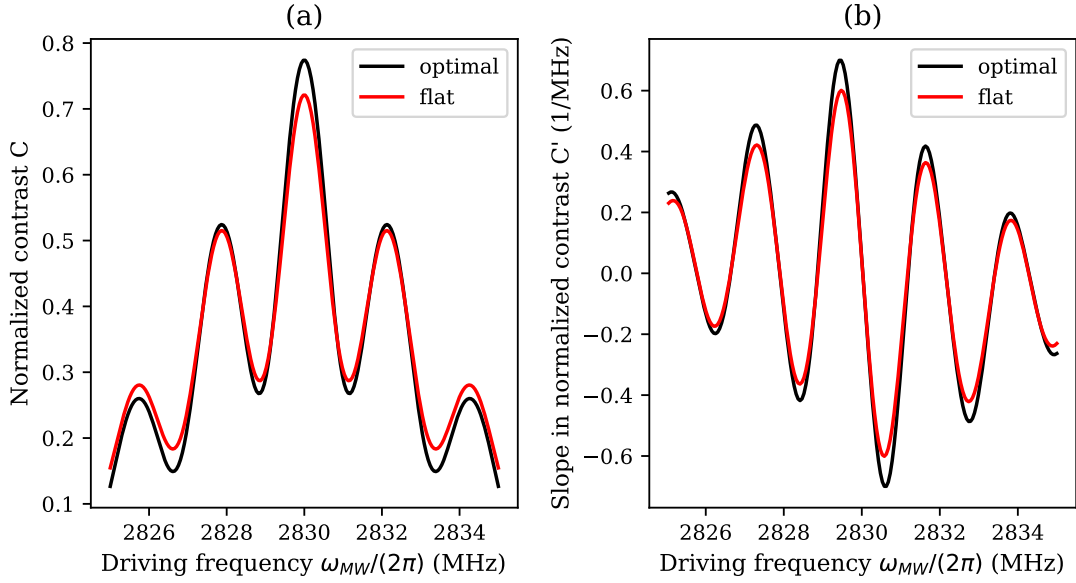 (a)
Normalized contrast C
0.8
0.7
0.6
0.5
0.4
0.3
0.2
0.1
optimal
flat
2826 2828 2830 2832 2834
Driving frequency ω_MW/(2π) (MHz)
(b)
Slope in normalized contrast C' (1/MHz)
0.6
0.4
0.2
0.0
−0.2
−0.4
−0.6
optimal
flat
2826 2828 2830 2832 2834
Driving frequency ω_MW/(2π) (MHz)